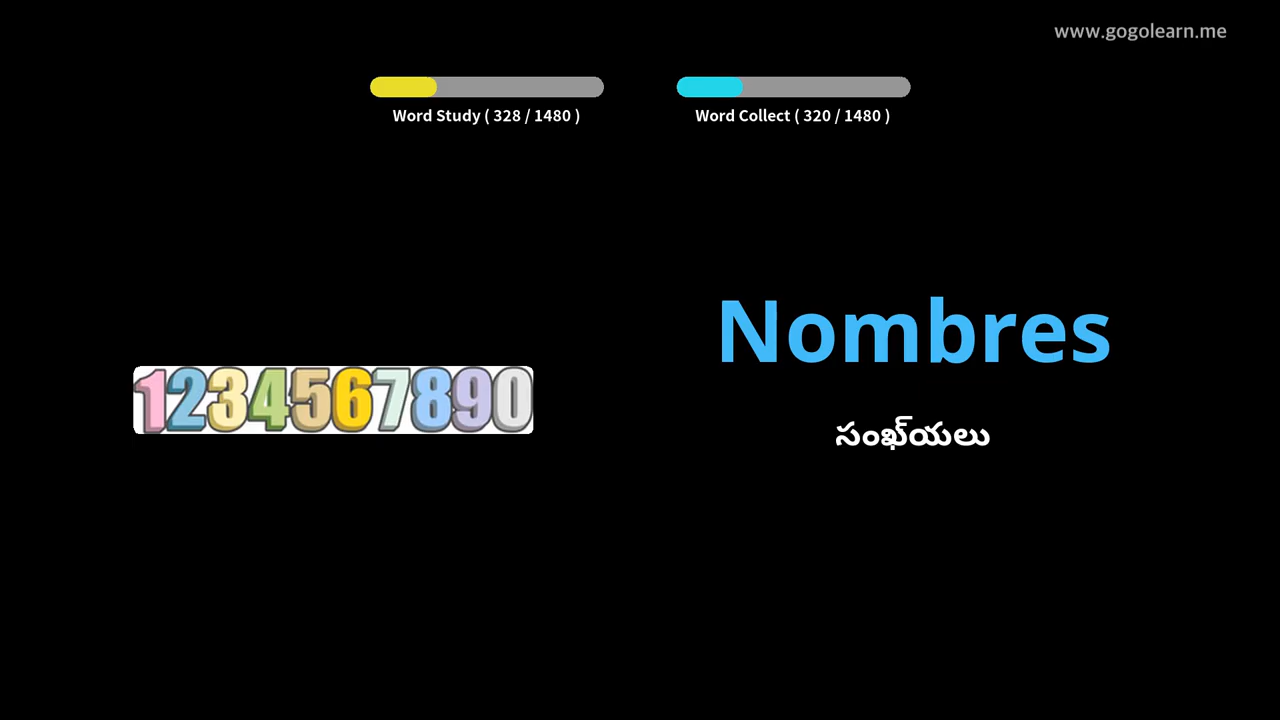 www.gogolearn.me
Word Study ( 328 / 1480 )
Word Collect ( 320 / 1480 )
Nombres
1234567890
సంఖ్యలు